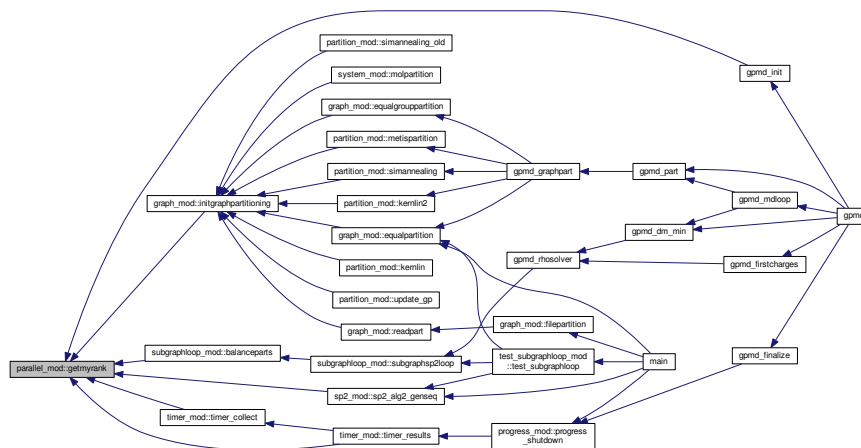 partition_mod::simannealing_old
gpmd_init
system_mod::molpartition
graph_mod::equalgrouppartition
partition_mod::metispartition
partition_mod::simannealing
gpmd_graphpart
gpmd_part
graph_mod::initgraphpartitioning
partition_mod::kernlin2
gpmd_mdloop
gpmd
graph_mod::equalpartition
gpmd_dm_min
partition_mod::kernlin
gpmd_rhosolver
gpmd_firstcharges
partition_mod::update_gp
graph_mod::readpart
graph_mod::filepartition
subgraphloop_mod::balanceparts
test_subgraphloop_mod
::test_subgraphloop
main
gpmd_finalize
parallel_mod::getmyrank
subgraphloop_mod::subgraphsp2loop
sp2_mod::sp2_alg2_genseq
timer_mod::timer_collect
timer_mod::timer_results
progress_mod::progress
_shutdown